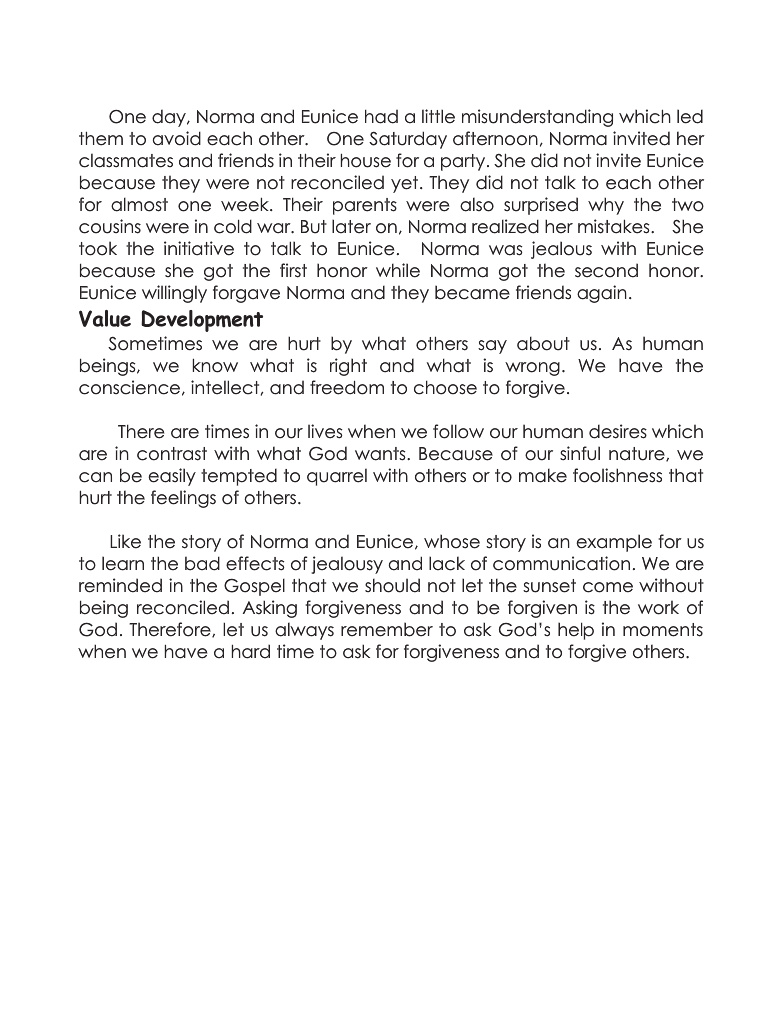 One day, Norma and Eunice had a little misunderstanding which led
them to avoid each other. One Saturday afternoon, Norma invited her
classmates and friends in their house for a party. She did not invite Eunice
because they were not reconciled yet. They did not talk to each other
for almost one week. Their parents were also surprised why the two
cousins were in cold war. But later on, Norma realized her mistakes. She
took the initiative to talk to Eunice. Norma was jealous with Eunice
because she got the first honor while Norma got the second honor.
Eunice willingly forgave Norma and they became friends again.
Value Development
Sometimes we are hurt by what others say about us. As human
beings, we know what is right and what is wrong. We have the
conscience, intellect, and freedom to choose to forgive.
There are times in our lives when we follow our human desires which
are in contrast with what God wants. Because of our sinful nature, we
can be easily tempted to quarrel with others or to make foolishness that
hurt the feelings of others.
Like the story of Norma and Eunice, whose story is an example for us
to learn the bad effects of jealousy and lack of communication. We are
reminded in the Gospel that we should not let the sunset come without
being reconciled. Asking forgiveness and to be forgiven is the work of
God. Therefore, let us always remember to ask God's help in moments
when we have a hard time to ask for forgiveness and to forgive others.